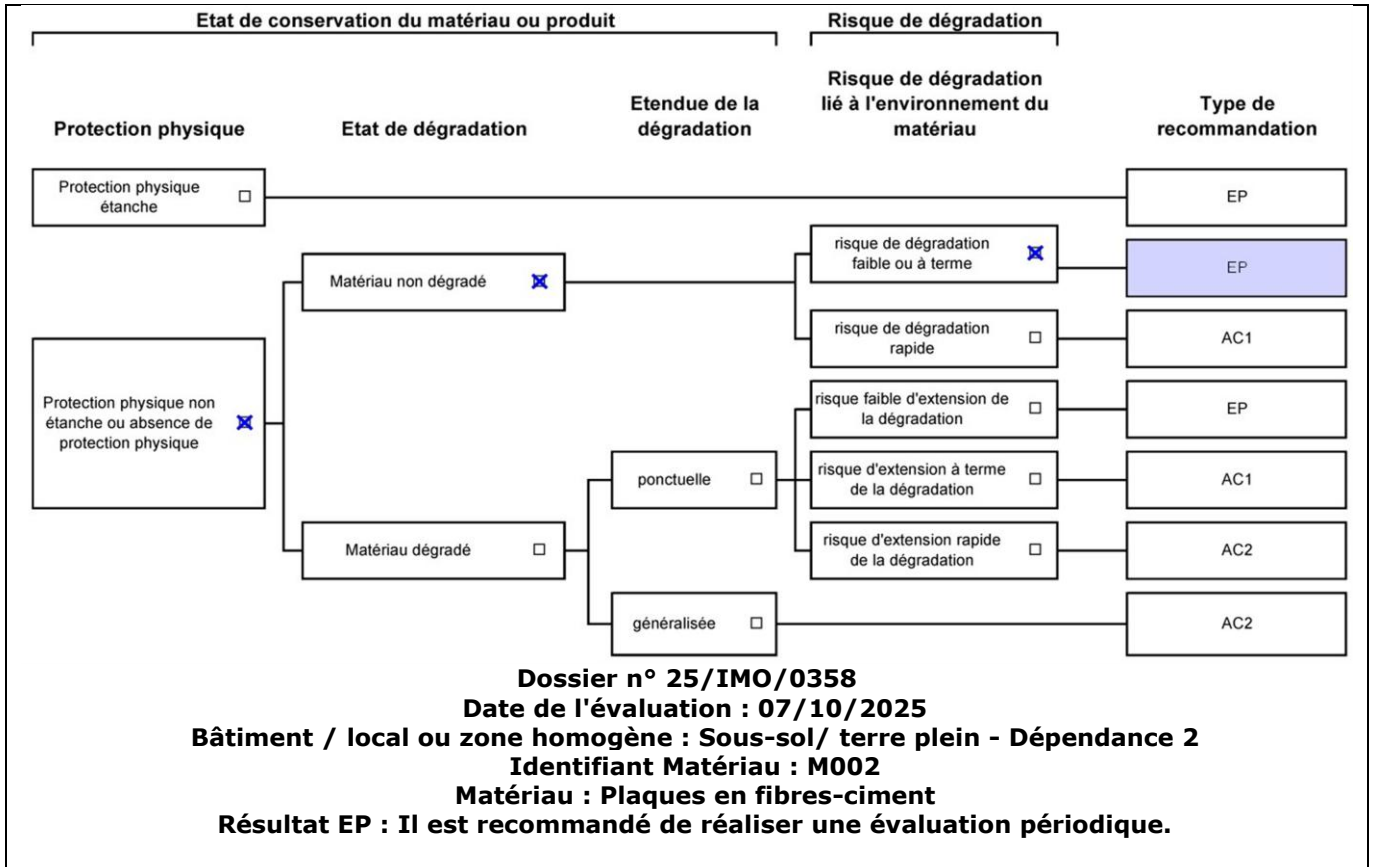 Etat de conservation du matériau ou produit
Risque de dégradation
Protection physique
Etat de dégradation
Etendue de la
dégradation
Risque de dégradation
lié à l'environnement du
matériau
Type de
recommandation
Protection physique
étanche
EP
risque de dégradation
faible ou à terme
EP
Matériau non dégradé
risque de dégradation
rapide
AC1
Protection physique non
étanche ou absence de
protection physique
risque faible d'extension de
la dégradation
EP
ponctuelle
risque d'extension à terme
de la dégradation
AC1
Matériau dégradé
risque d'extension rapide
de la dégradation
AC2
généralisée
AC2
Dossier n° 25/IMO/0358
Date de l'évaluation : 07/10/2025
Bâtiment / local ou zone homogène : Sous-sol/ terre plein - Dépendance 2
Identifiant Matériau : M002
Matériau : Plaques en fibres-ciment
Résultat EP : Il est recommandé de réaliser une évaluation périodique.